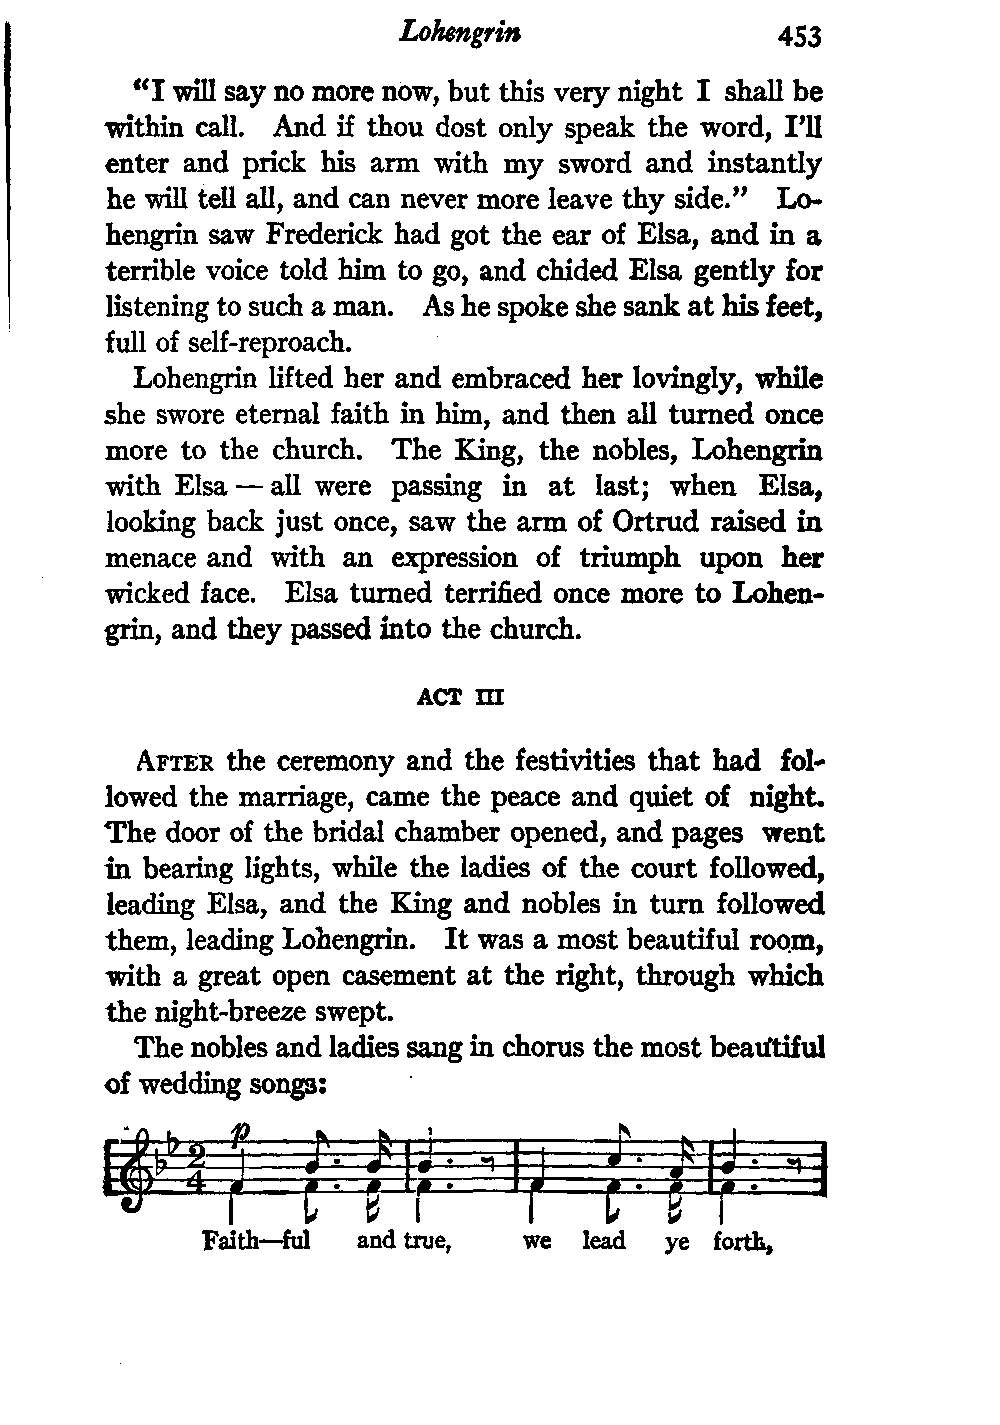 Lohengrin 453
“I will say no more now, but this very night I shall be
within call. And if thou dost only speak the word, I’ll
enter and prick his arm with my sword and instantly
he will tell all, and can never more leave thy side.” Lo-
hengrin saw Frederick had got the ear of Elsa, and in a
terrible voice told him to go, and chided Elsa gently for
listening to such a man. As he spoke she sank at his feet,
full of self-reproach.
Lohengrin lifted her and embraced her lovingly, while
she swore eternal faith in him, and then all turned once
more to the church. The King, the nobles, Lohengrin
with Elsa — all were passing in at last; when Elsa,
looking back just once, saw the arm of Ortrud raised in
menace and with an expression of triumph upon her
wicked face. Elsa turned terrified once more to Lohen-
grin, and they passed into the church.
ACT III
AFTER the ceremony and the festivities that had fol-
lowed the marriage, came the peace and quiet of night.
The door of the bridal chamber opened, and pages went
in bearing lights, while the ladies of the court followed,
leading Elsa, and the King and nobles in turn followed
them, leading Lohengrin. It was a most beautiful room,
with a great open casement at the right, through which
the night-breeze swept.
The nobles and ladies sang in chorus the most beautiful
of wedding songs:
p
2
4
Faith—ful and true, we lead ye forth,